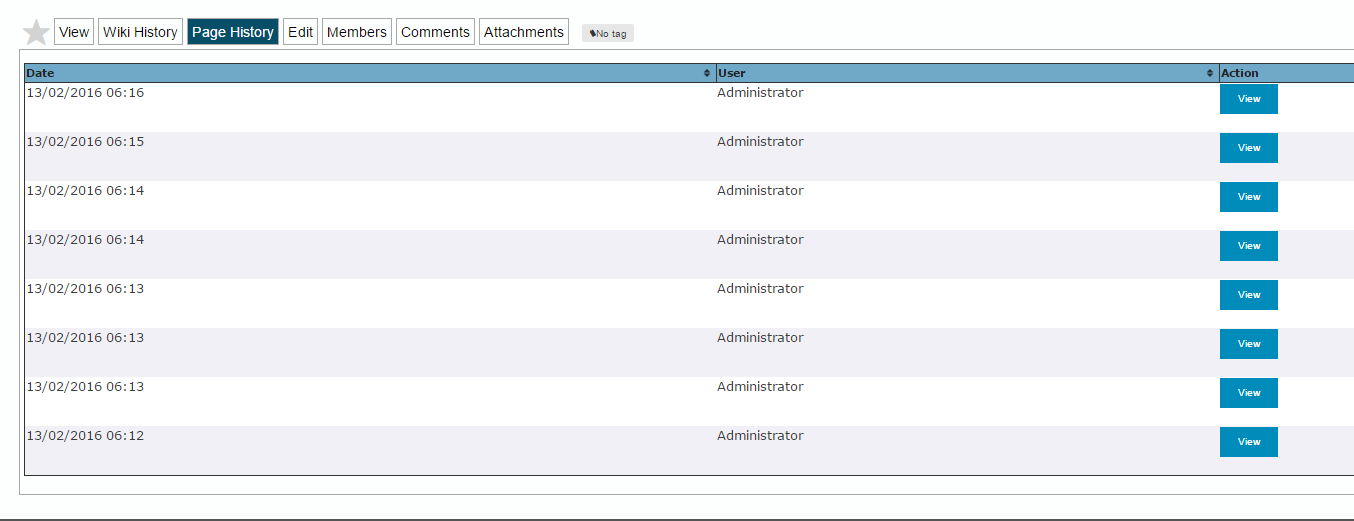 View Wiki History Page History Edit Members Comments Attachments No tag
Date User Action
13/02/2016 06:16 Administrator View
13/02/2016 06:15 Administrator View
13/02/2016 06:14 Administrator View
13/02/2016 06:14 Administrator View
13/02/2016 06:13 Administrator View
13/02/2016 06:13 Administrator View
13/02/2016 06:13 Administrator View
13/02/2016 06:12 Administrator View